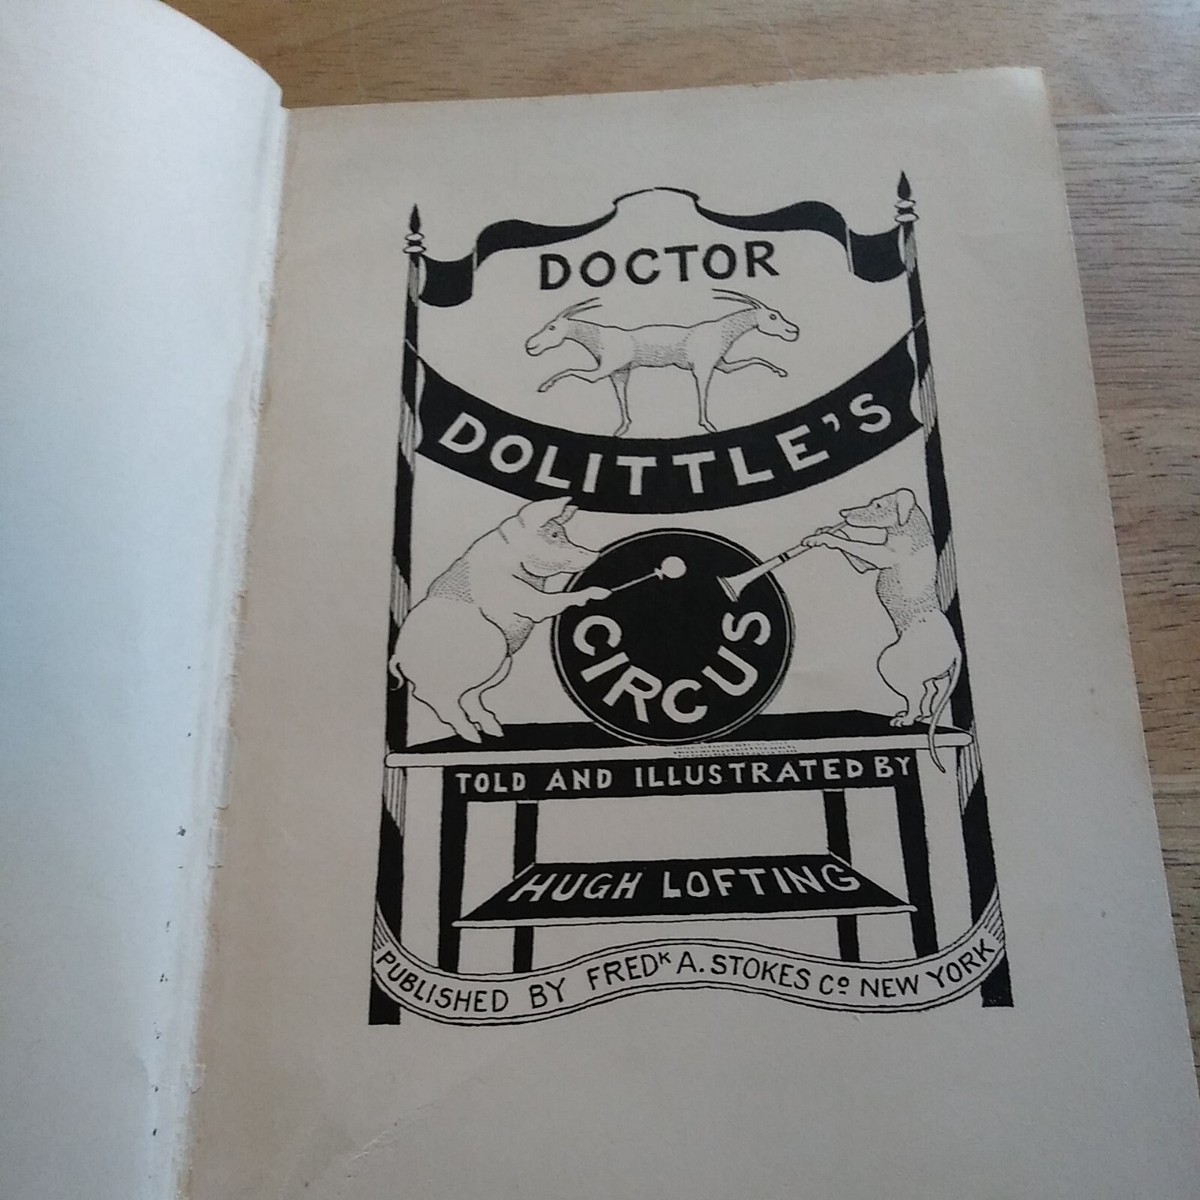 DOCTOR
DOLITTLE'S
CIRCUS
TOLD AND ILLUSTRATED BY
HUGH LOFTING
PUBLISHED BY FREDK A. STOKES Co NEW YORK